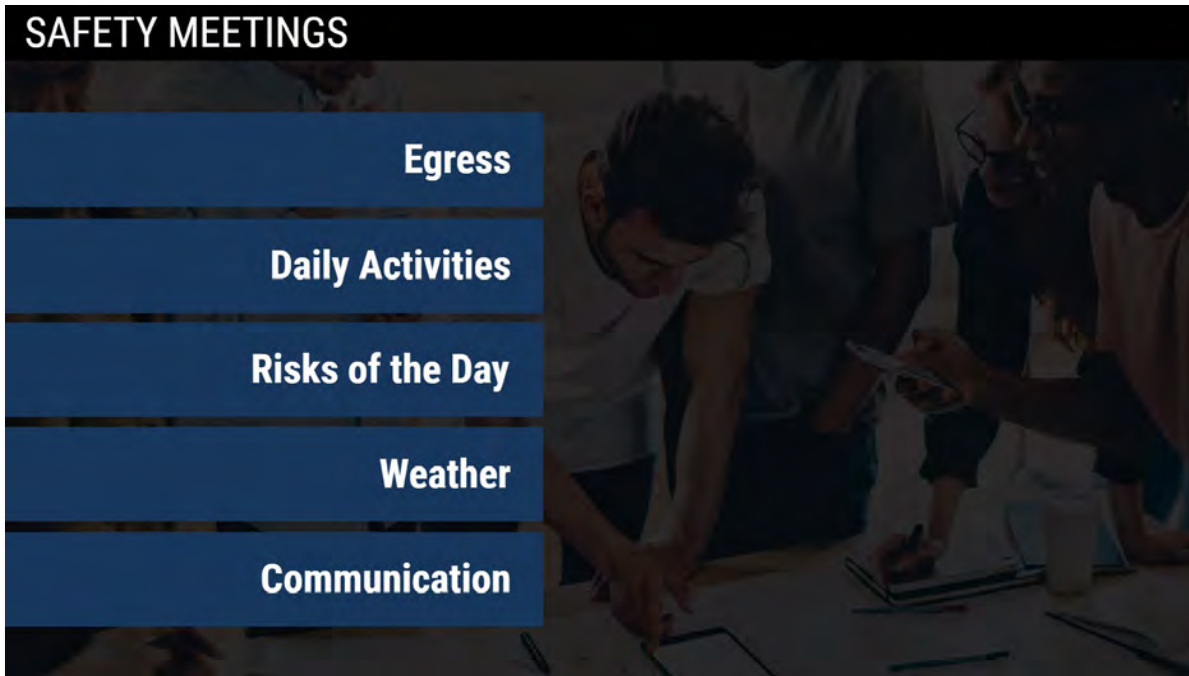 SAFETY MEETINGS
Egress
Daily Activities
Risks of the Day
Weather
Communication